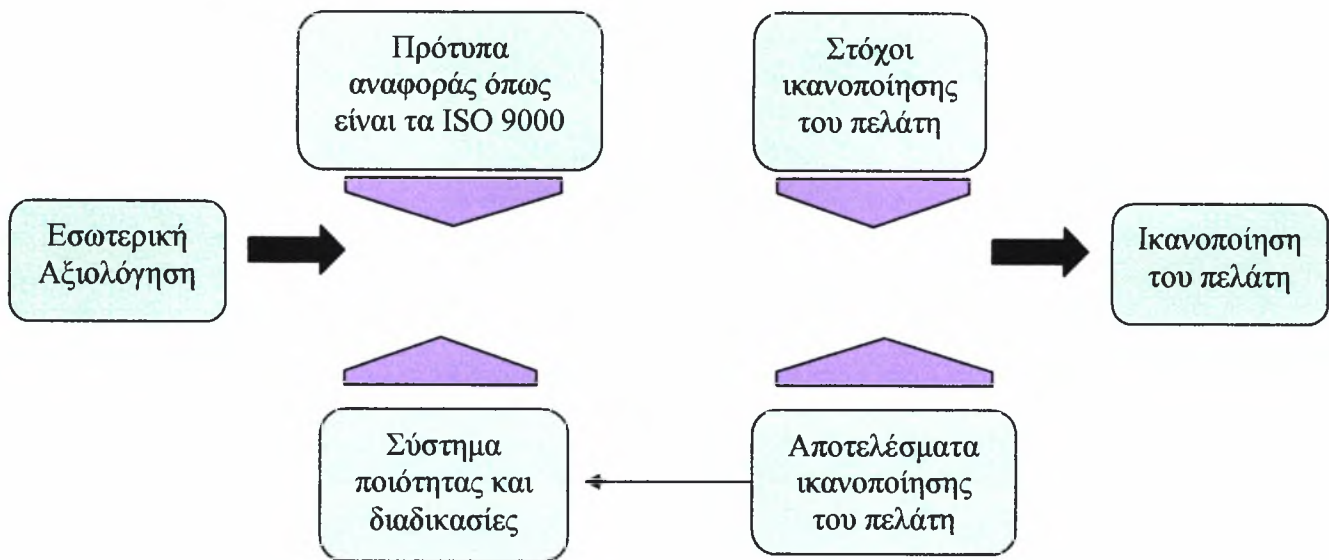 Πρότυπα
αναφοράς όπως
είναι τα ISO 9000
Στόχοι
ικανοποίησης
του πελάτη
Εσωτερική
Αξιολόγηση
Ικανοποίηση
του πελάτη
Σύστημα
ποιότητας και
διαδικασίες
Αποτελέσματα
ικανοποίησης
του πελάτη